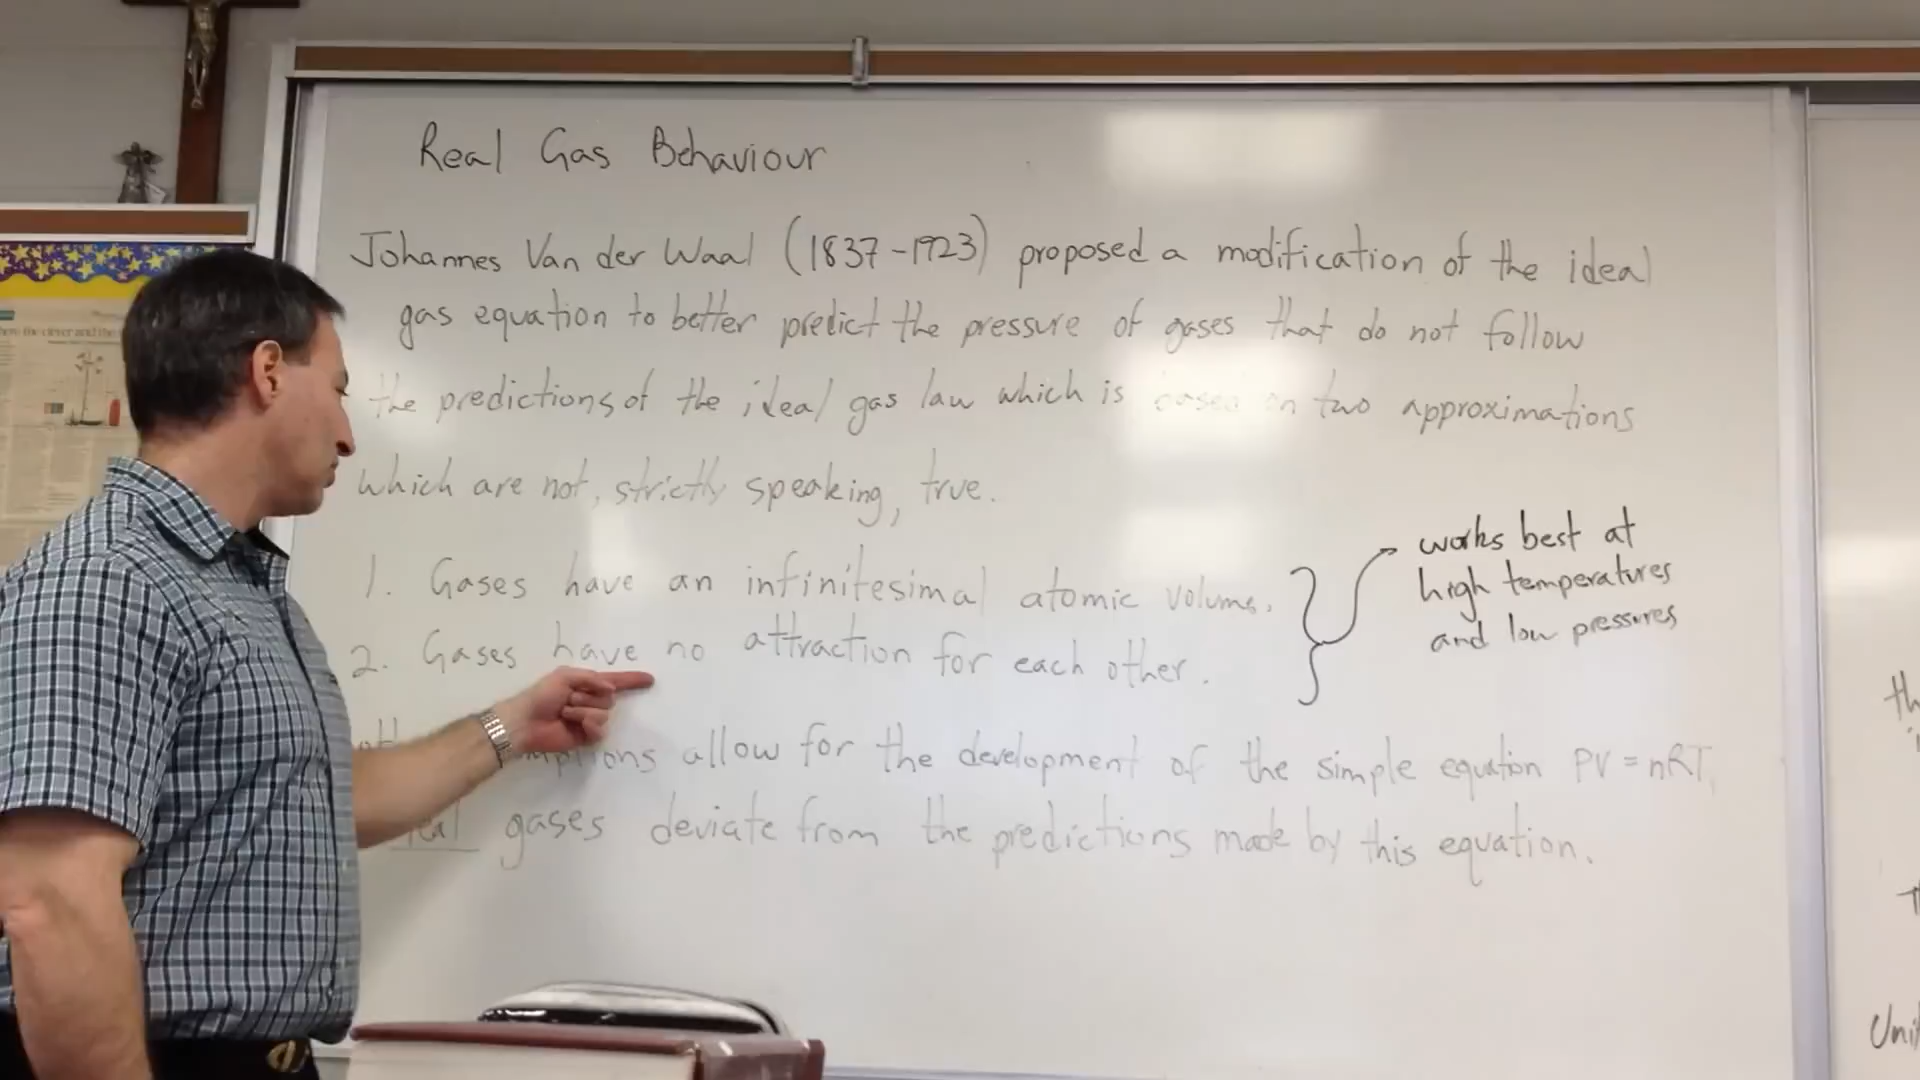 Real Gas Behaviour
Johannes Van der Waal (1837-1923) proposed a modification of the ideal
gas equation to better predict the pressure of gases that do not follow
the predictions of the ideal gas law which is based on two approximations
which are not, strictly speaking, true.
1. Gases have an infinitesimal atomic volume.
2. Gases have no attraction for each other.
works best at
high temperatures
and low pressures
allow for the development of the simple equation PV = nRT.
gases deviate from the predictions made by this equation.